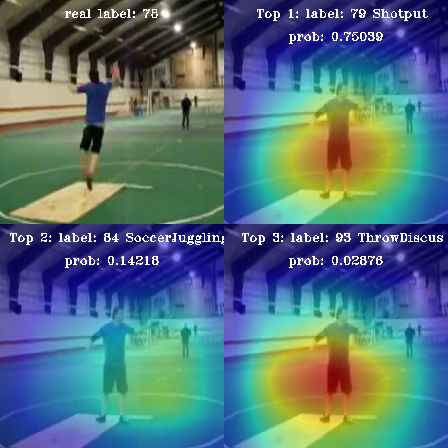 real label: 78
Top 1: label: 79 Shotput
prob: 0.75039
Top 2: label: 84 SoccerJuggling
prob: 0.14218
Top 3: label: 93 ThrowDiscus
prob: 0.02876